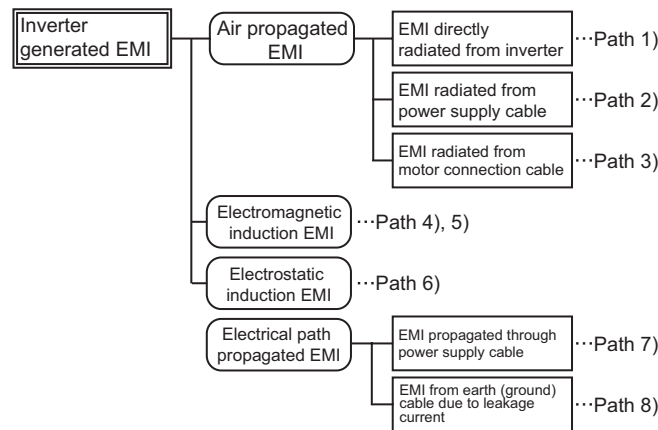 Inverter
generated EMI
Air propagated
EMI
EMI directly
radiated from inverter
···Path 1)
EMI radiated from
power supply cable
···Path 2)
EMI radiated from
motor connection cable
···Path 3)
Electromagnetic
induction EMI
···Path 4), 5)
Electrostatic
induction EMI
···Path 6)
Electrical path
propagated EMI
EMI propagated through
power supply cable
···Path 7)
EMI from earth (ground)
cable due to leakage
current
···Path 8)